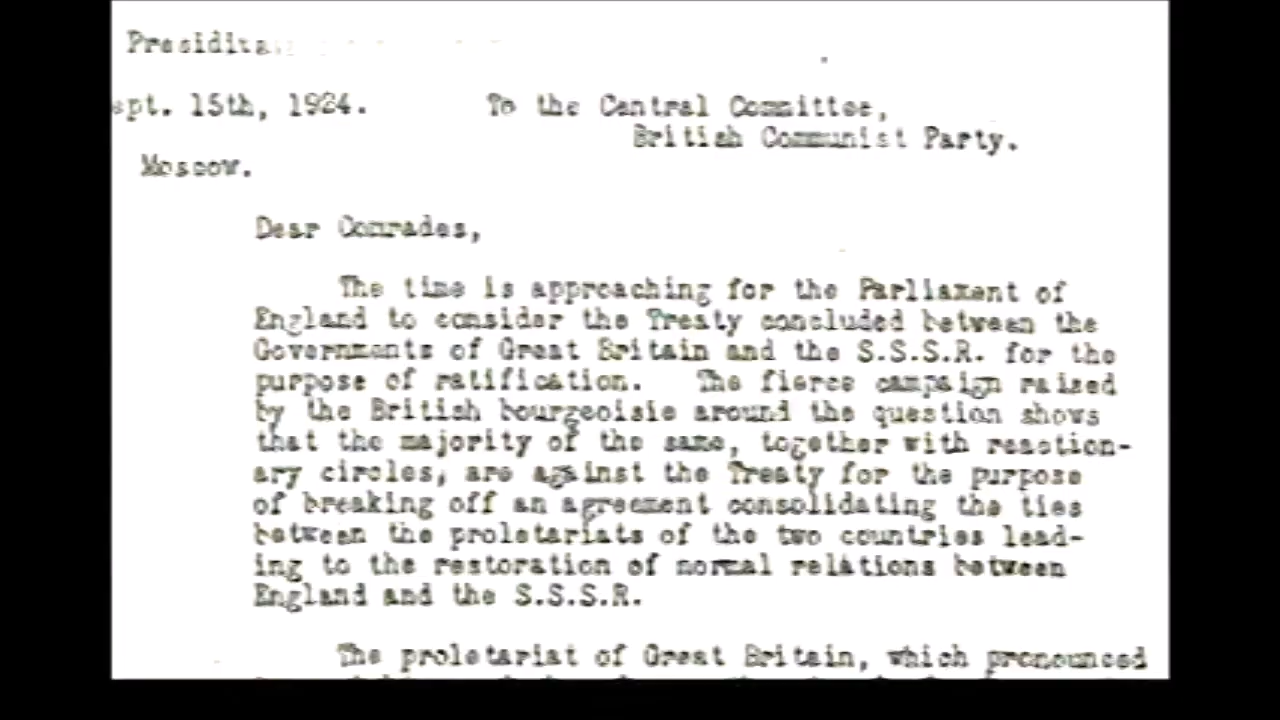 Presidita
ept. 15th, 1924. To the Central Committee,
British Communist Party.
Moscow.
Dear Comrades,
The time is approaching for the Parliament of
England to consider the Treaty concluded between the
Governments of Great Britain and the S.S.S.R. for the
purpose of ratification. The fierce campaign raised
by the British bourgeoisie around the question shows
that the majority of the same, together with reaction-
ary circles, are against the Treaty for the purpose
of breaking off an agreement consolidating the ties
between the proletariats of the two countries lead-
ing to the restoration of normal relations between
England and the S.S.S.R.
The proletariat of Great Britain, which pronounced